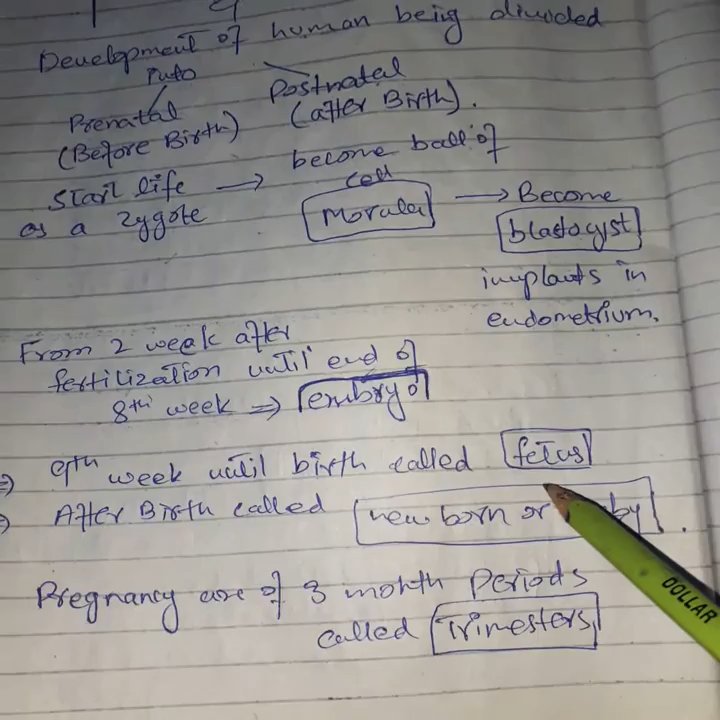 Development of human being divided
into
Prenatal
(Before Birth)
Postnatal
(after Birth).
Start life
as a zygote
→ become ball of
cell
Morula
→ Become
blastocyst
implants in
endometrium.
From 2 week after
fertilization until end of
8th week ⇒ embryo
⇒ 9th week until birth called fetus
⇒ After Birth called new born or by
Pregnancy are of 3 month Periods
called Trimesters
DOLLAR